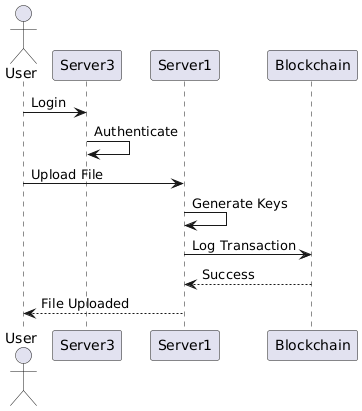 User
Server3
Server1
Blockchain
Login
Authenticate
Upload File
Generate Keys
Log Transaction
Success
File Uploaded
User
Server3
Server1
Blockchain